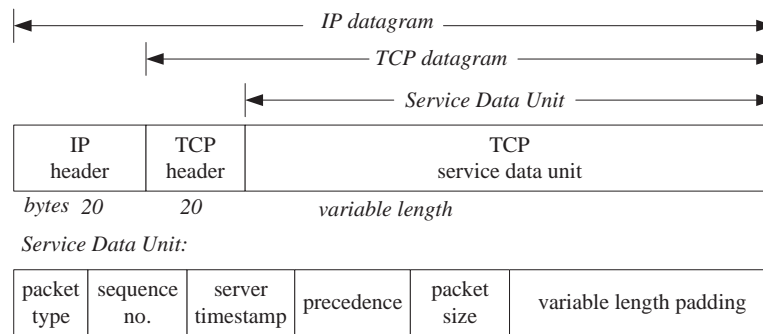 IP datagram
TCP datagram
Service Data Unit
IP header
TCP header
TCP service data unit
bytes 20
20
variable length
Service Data Unit:
packet type
sequence no.
server timestamp
precedence
packet size
variable length padding